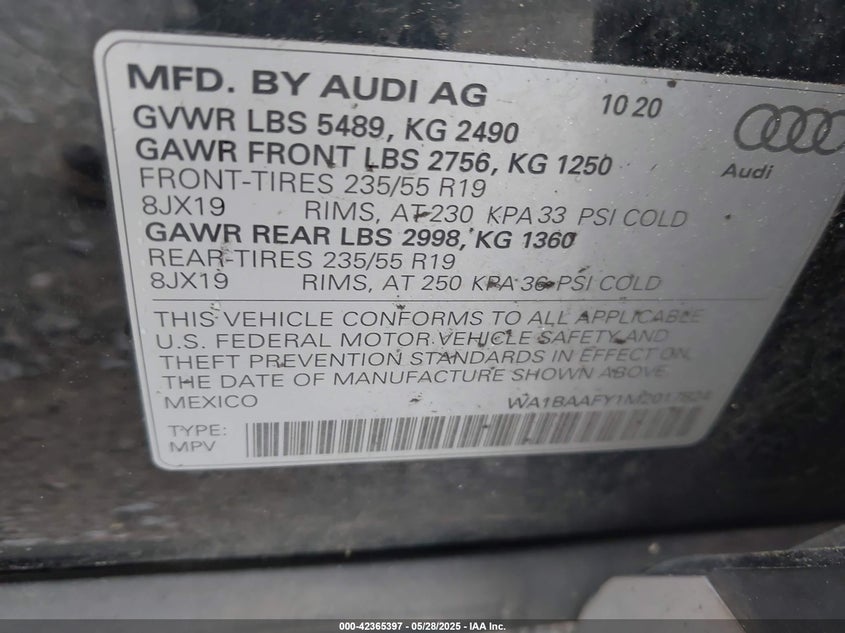 MFD. BY AUDI AG 10 20
GVWR LBS 5489, KG 2490
GAWR FRONT LBS 2756, KG 1250
Audi
FRONT-TIRES 235/55 R19
8JX19 RIMS, AT 230 KPA 33 PSI COLD
GAWR REAR LBS 2998, KG 1360
REAR-TIRES 235/55 R19
8JX19 RIMS, AT 250 KPA 36 PSI COLD
THIS VEHICLE CONFORMS TO ALL APPLICABLE
U.S. FEDERAL MOTOR VEHICLE SAFETY AND
THEFT PREVENTION STANDARDS IN EFFECT ON
THE DATE OF MANUFACTURE SHOWN ABOVE.
MEXICO WA1BAAFY1M2017624
TYPE:
MPV
000-42365397 - 05/28/2025 - IAA Inc.